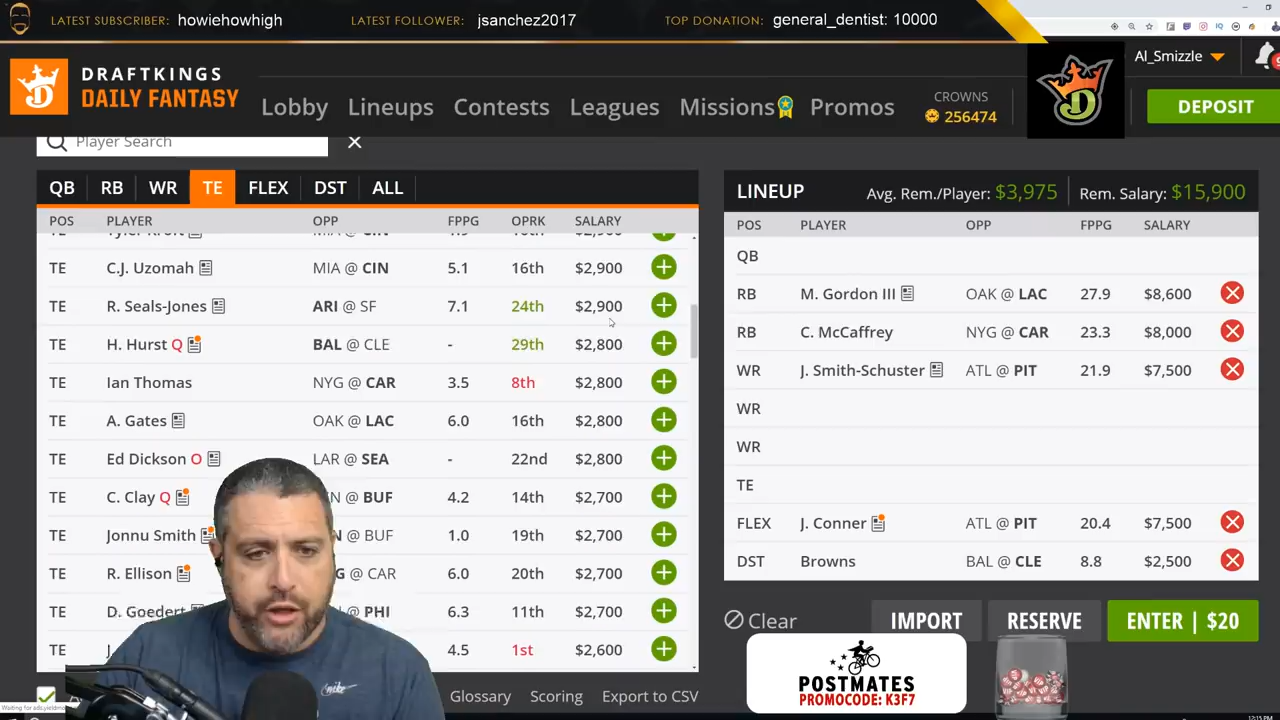 LATEST SUBSCRIBER: howiehowhigh LATEST FOLLOWER: jsanchez2017 TOP DONATION: general_dentist: 10000
DRAFTKINGS
DAILY FANTASY
Lobby Lineups Contests Leagues Missions Promos
CROWNS
256474
Al_Smizzle
DEPOSIT
Player Search
QB RB WR TE FLEX DST ALL
POS PLAYER OPP FPPG OPRK SALARY
TE C.J. Uzomah MIA @ CIN 5.1 16th $2,900
TE R. Seals-Jones ARI @ SF 7.1 24th $2,900
TE H. Hurst Q BAL @ CLE - 29th $2,800
TE Ian Thomas NYG @ CAR 3.5 8th $2,800
TE A. Gates OAK @ LAC 6.0 16th $2,800
TE Ed Dickson O LAR @ SEA - 22nd $2,800
TE C. Clay Q @ BUF 4.2 14th $2,700
TE Jonnu Smith @ BUF 1.0 19th $2,700
TE R. Ellison @ CAR 6.0 20th $2,700
TE D. Goedert @ PHI 6.3 11th $2,700
TE 4.5 1st $2,600
Glossary Scoring Export to CSV
LINEUP Avg. Rem./Player: $3,975 Rem. Salary: $15,900
POS PLAYER OPP FPPG SALARY
QB
RB M. Gordon III OAK @ LAC 27.9 $8,600
RB C. McCaffrey NYG @ CAR 23.3 $8,000
WR J. Smith-Schuster ATL @ PIT 21.9 $7,500
WR
WR
TE
FLEX J. Conner ATL @ PIT 20.4 $7,500
DST Browns BAL @ CLE 8.8 $2,500
Clear IMPORT RESERVE ENTER | $20
POSTMATES
PROMOCODE: K3F7
12:15 PM